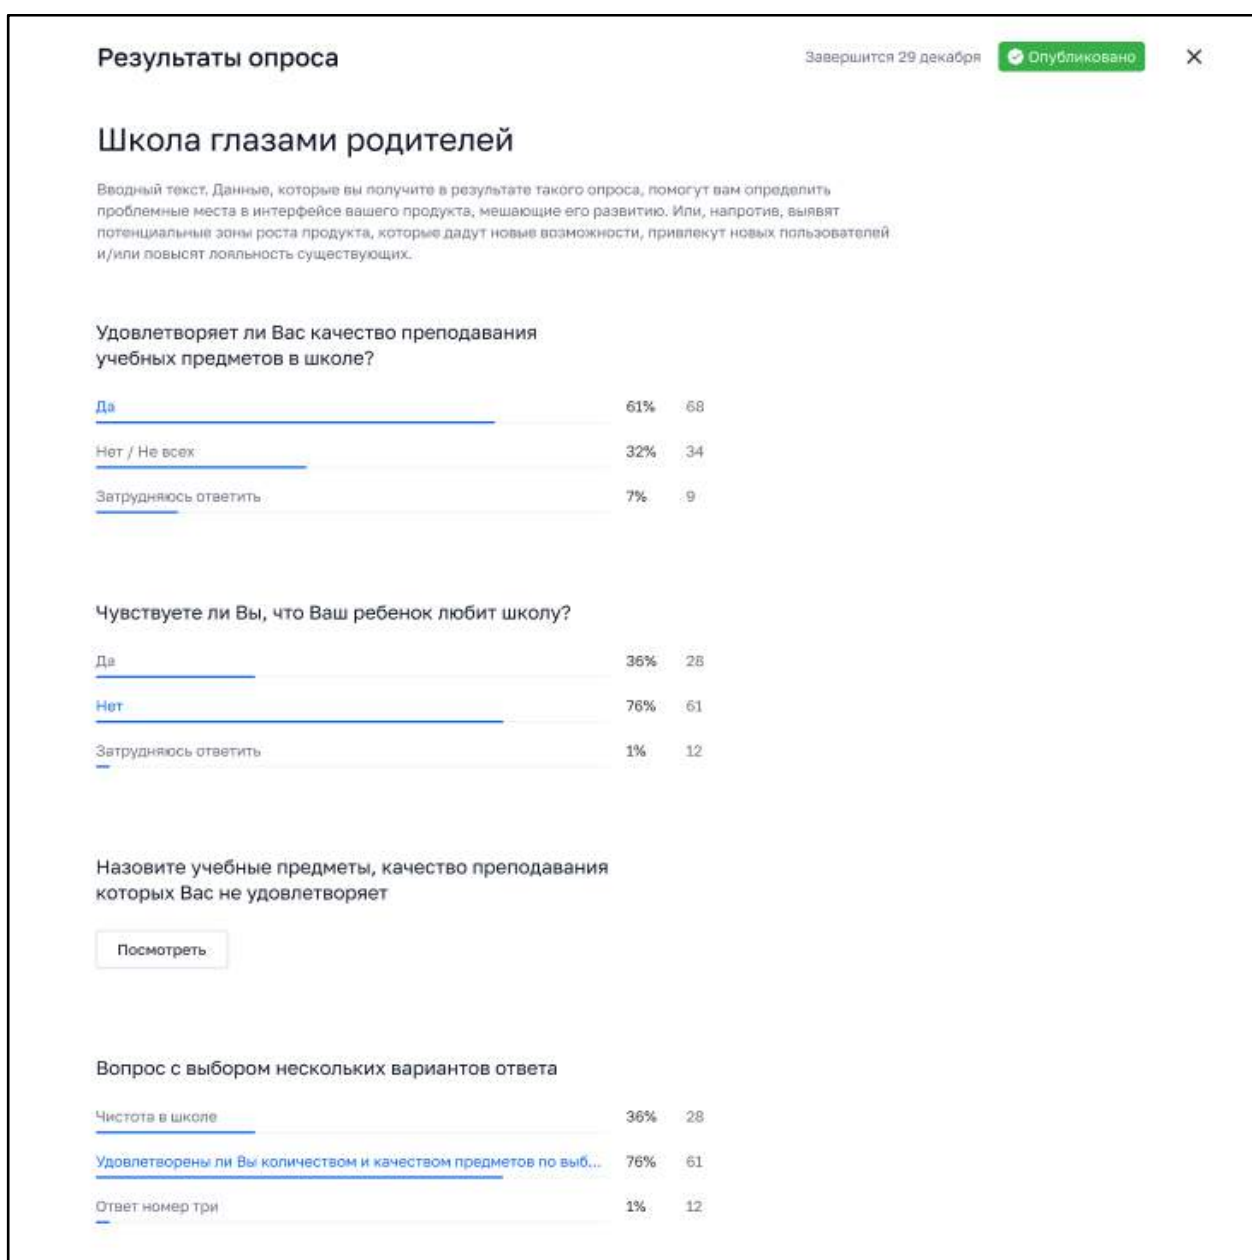 Результаты опроса
Завершится 29 декабря
Опубликовано
Школа глазами родителей
Вводный текст. Данные, которые вы получите в результате такого опроса, помогут вам определить
проблемные места в интерфейсе вашего продукта, мешающие его развитию. Или, напротив, выявят
потенциальные зоны роста продукта, которые дадут новые возможности, привлекут новых пользователей
и/или повысят лояльность существующих.
Удовлетворяет ли Вас качество преподавания
учебных предметов в школе?
Да 61% 68
Нет / Не всех 32% 34
Затрудняюсь ответить 7% 9
Чувствуете ли Вы, что Ваш ребенок любит школу?
Да 36% 28
Нет 76% 61
Затрудняюсь ответить 1% 12
Назовите учебные предметы, качество преподавания
которых Вас не удовлетворяет
Посмотреть
Вопрос с выбором нескольких вариантов ответа
Чистота в школе 36% 28
Удовлетворены ли Вы количеством и качеством предметов по выб... 76% 61
Ответ номер три 1% 12